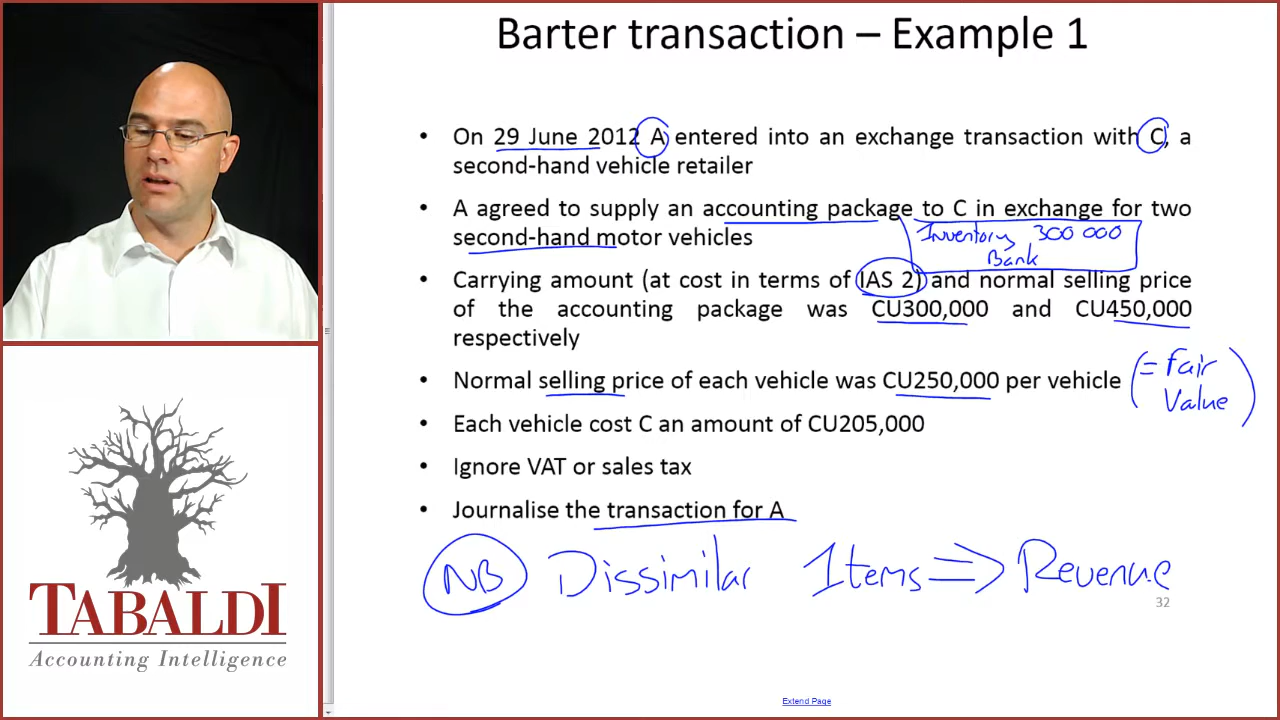 Barter transaction – Example 1
• On 29 June 2012 A entered into an exchange transaction with C, a
second-hand vehicle retailer
• A agreed to supply an accounting package to C in exchange for two
second-hand motor vehicles
Inventory 300 000
Bank
• Carrying amount (at cost in terms of IAS 2) and normal selling price
of the accounting package was CU300,000 and CU450,000
respectively
• Normal selling price of each vehicle was CU250,000 per vehicle
(= Fair
Value)
• Each vehicle cost C an amount of CU205,000
• Ignore VAT or sales tax
• Journalise the transaction for A
NB Dissimilar Items => Revenue
32
TABALDI
Accounting Intelligence
Extend Page